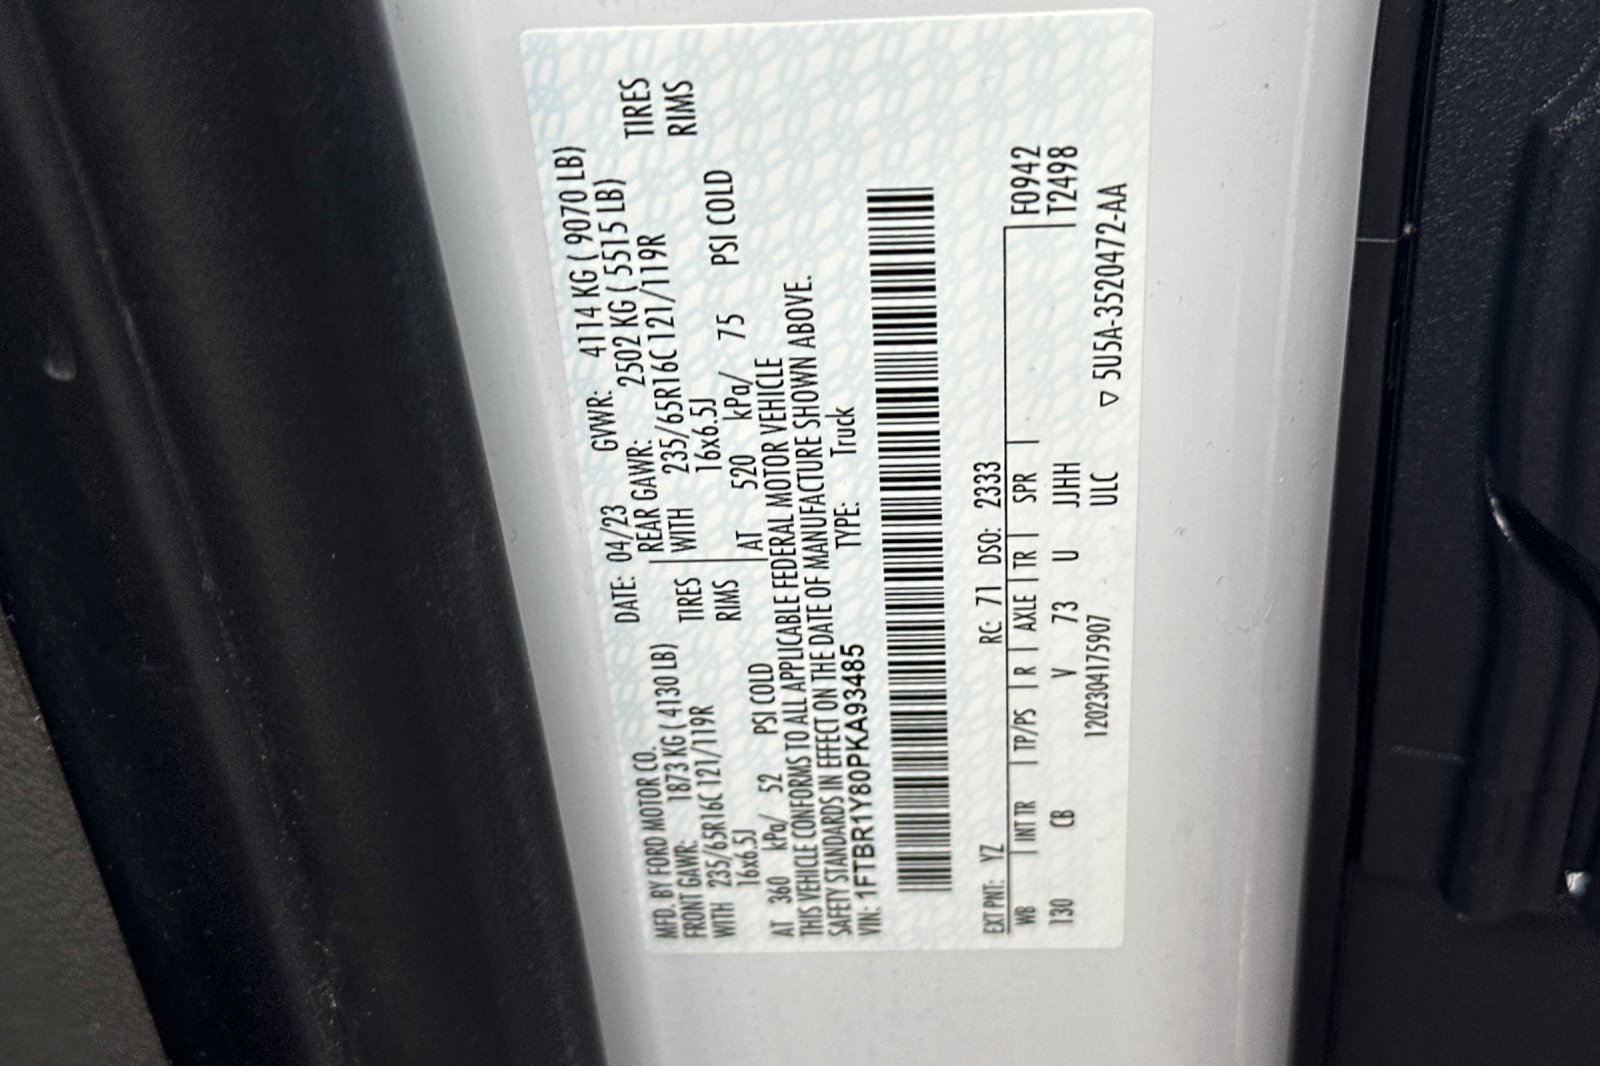 MFD. BY FORD MOTOR CO. DATE: 04/23 GVWR: 4114 KG ( 9070 LB)
FRONT GAWR: 1873 KG ( 4130 LB) REAR GAWR: 2502 KG ( 5515 LB)
WITH 235/65R16C 121/119R TIRES WITH 235/65R16C 121/119R TIRES
16x6.5J RIMS 16x6.5J RIMS
AT 360 kPa/ 52 PSI COLD AT 520 kPa/ 75 PSI COLD
THIS VEHICLE CONFORMS TO ALL APPLICABLE FEDERAL MOTOR VEHICLE
SAFETY STANDARDS IN EFFECT ON THE DATE OF MANUFACTURE SHOWN ABOVE.
VIN: 1FTBR1Y80PKA93485 TYPE: Truck
EXT PNT: YZ RC: 71 DSO: 2333 F0942
WB INT TR TP/PS R AXLE TR SPR T2498
130 CB V 73 U JJHH
1202304175907 ULC ▽ 5U5A-3520472-AA